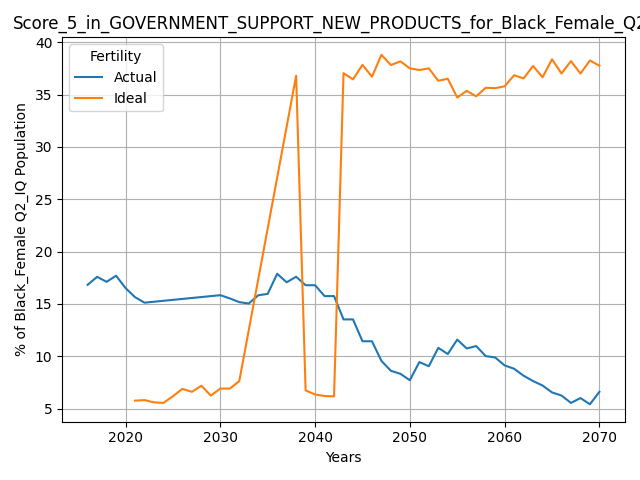 Score_5_in_GOVERNMENT_SUPPORT_NEW_PRODUCTS_for_Black_Female_Q2
40
35
30
25
20
15
10
5
% of Black_Female Q2_IQ Population
Fertility
Actual
Ideal
2020 2030 2040 2050 2060 2070
Years